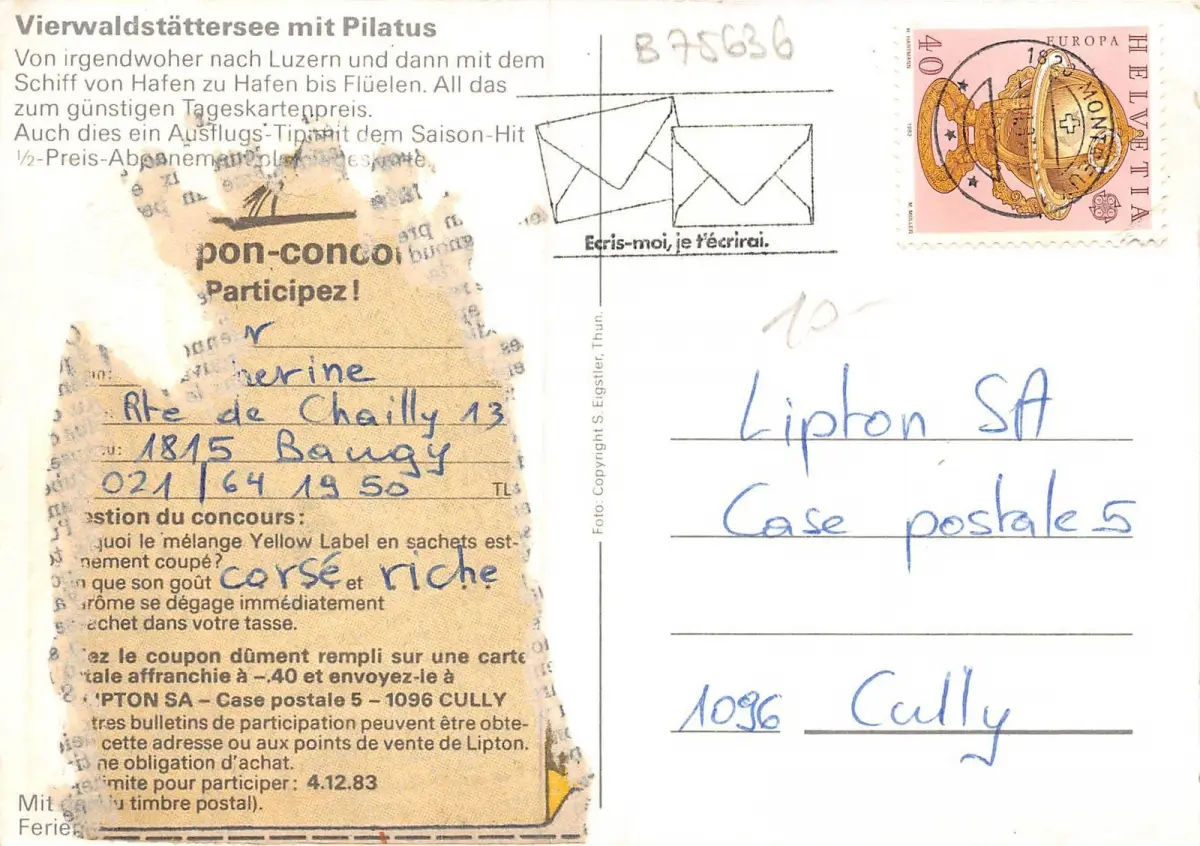 Vierwaldstättersee mit Pilatus
Von irgendwoher nach Luzern und dann mit dem
Schiff von Hafen zu Hafen bis Flüelen. All das
zum günstigen Tageskartenpreis.
Auch dies ein Ausflugs-Tip mit dem Saison-Hit
½-Preis-Abonnement
pon-concou
Participez!
herine
Rte de Chailly 13
1815 Baugy
021/64 19 50
TL
estion du concours:
quoi le mélange Yellow Label en sachets est-
nement coupé?
que son goût corsé et riche
rôme se dégage immédiatement
achet dans votre tasse.
ez le coupon dûment rempli sur une carte
tale affranchie à –.40 et envoyez-le à
IPTON SA – Case postale 5 – 1096 CULLY
tres bulletins de participation peuvent être obte-
cette adresse ou aux points de vente de Lipton.
ne obligation d'achat.
imite pour participer: 4.12.83
u timbre postal).
Mit
Ferien
Foto: Copyright S. Eigstler, Thun.
B75636
Ecris-moi, je t'écrirai.
40
EUROPA
HELVETIA
1820 MONTREUX
M. MÜLLER
1983
10-
Lipton SA
Case postale 5
1096 Cully